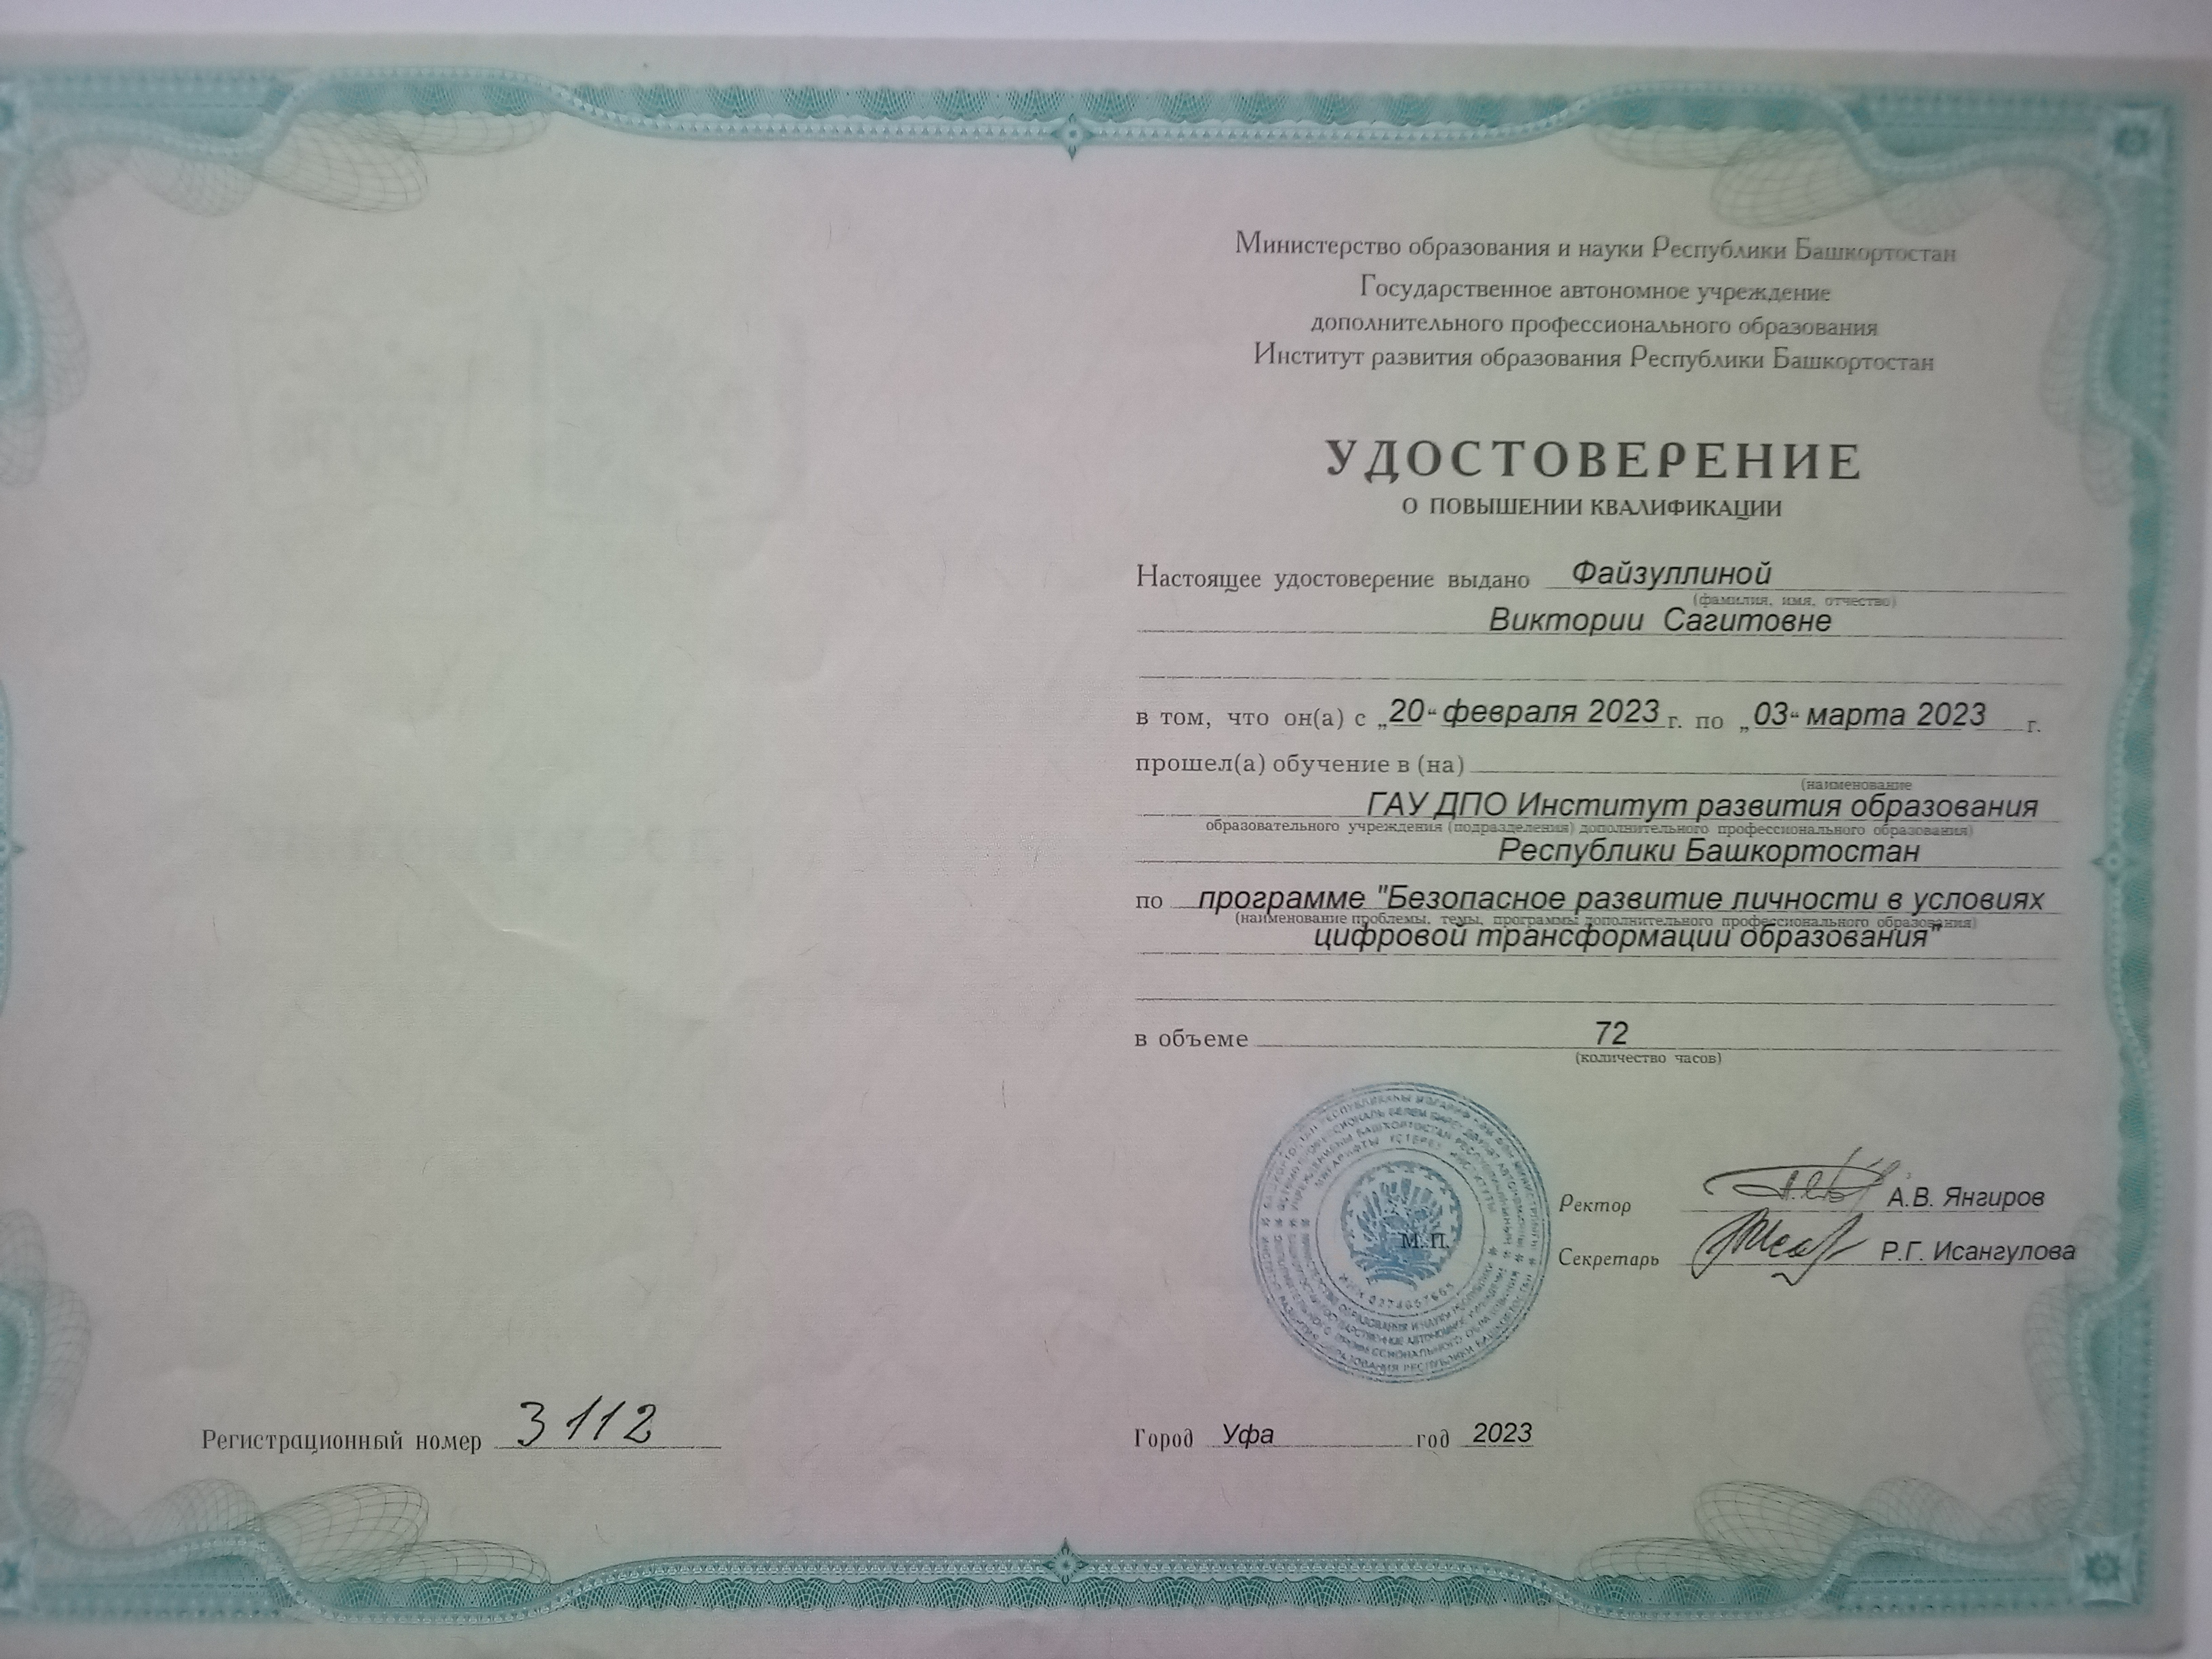 Министерство образования и науки Республики Башкортостан
Государственное автономное учреждение
дополнительного профессионального образования
Институт развития образования Республики Башкортостан
УДОСТОВЕРЕНИЕ
О ПОВЫШЕНИИ КВАЛИФИКАЦИИ
Настоящее удостоверение выдано Файзуллиной
(фамилия, имя, отчество)
Виктории Сагитовне
в том, что он(а) с „20“ февраля 2023 г. по „03“ марта 2023 г.
прошел(а) обучение в (на)
(наименование
ГАУ ДПО Институт развития образования
образовательного учреждения (подразделения) дополнительного профессионального образования)
Республики Башкортостан
по программе "Безопасное развитие личности в условиях
(наименование проблемы, темы, программы дополнительного профессионального образования)
цифровой трансформации образования"
в объеме 72
(количество часов)
М.П.
Ректор А.В. Янгиров
Секретарь Р.Г. Исангулова
Регистрационный номер 3112
Город Уфа год 2023